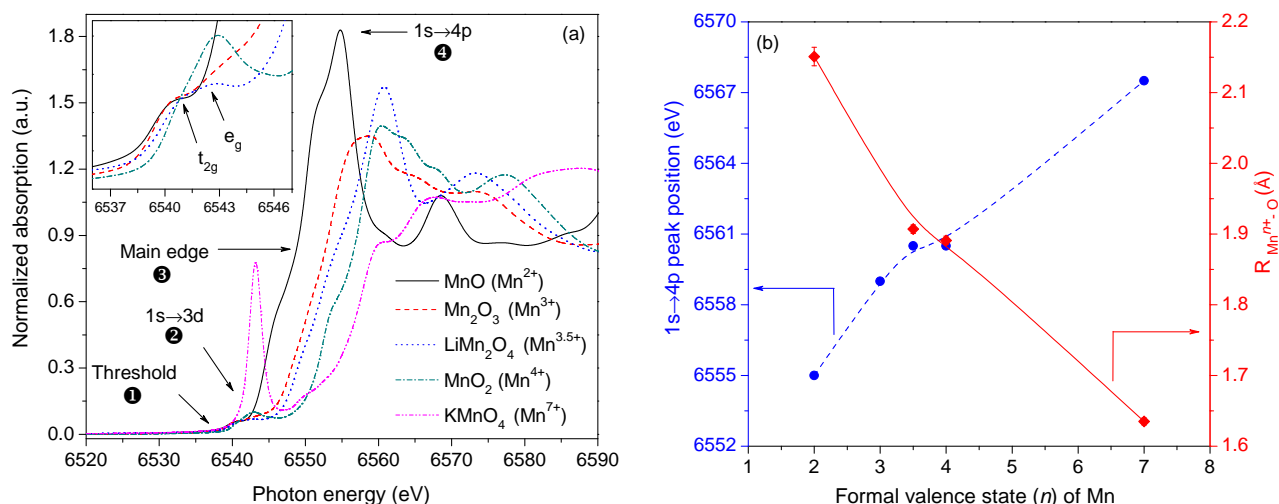 (a)
1.8
1.5
1.2
0.9
0.6
0.3
0.0
Normalized absorption (a.u.)
6520 6530 6540 6550 6560 6570 6580 6590
Photon energy (eV)
6537 6540 6543 6546
e_g
t_2g
1s→4p
❹
Main edge
❸
1s→3d
❷
Threshold
❶
MnO (Mn²⁺)
Mn₂O₃ (Mn³⁺)
LiMn₂O₄ (Mn³·⁵⁺)
MnO₂ (Mn⁴⁺)
KMnO₄ (Mn⁷⁺)
(b)
6570
6567
6564
6561
6558
6555
6552
1s→4p peak position (eV)
1 2 3 4 5 6 7 8
Formal valence state (n) of Mn
2.2
2.1
2.0
1.9
1.8
1.7
1.6
R Mnⁿ⁺- O (Å)